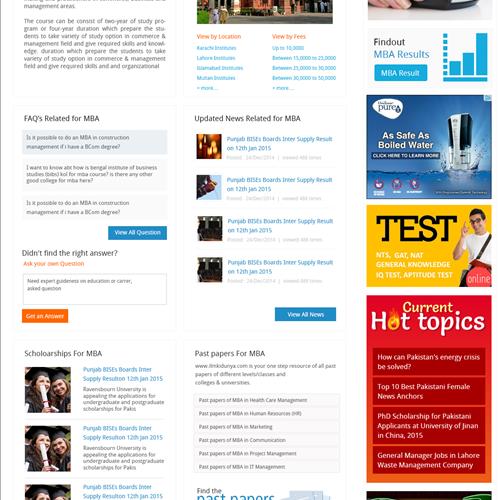 management areas.
The course can be consist of two-year of study pro-
gram or four-year duration which prepare the stu-
dents to take variety of subject option in commerce &
management field and give required skills and know-
ledge. duration which prepare the students to take
variety of study option in commerce & management
field and give required skills and and organizational
View by Location
Karachi Institutes
Lahore Institutes
Islamabad Institutes
Multan Institutes
+ more....
View by Fees
Up to 10,0000
Between 15,0000 to 25,0000
Between 25,0000 to 30,0000
Between 30,0000 to 50,0000
+ more....
FAQ's Related for MBA
Is it possible to do an MBA in construction
management if i have a BCom degree?
I want to know abt how is bengal institute of business
studies (bibs) kol for mba course? is there any other
good college for mba here?
Is it possible to do an MBA in construction
management if i have a BCom degree?
View All Question
Didn't find the right answer?
Ask your own Question
Need expert guideness on education or carrer,
asked question
Get an Answer
Updated News Related for MBA
Punjab BISEs Boards Inter Supply Result
on 12th Jan 2015
Posted: 24/Dec/2014 | viewed 488 times
Punjab BISEs Boards Inter Supply Result
on 12th Jan 2015
Posted: 24/Dec/2014 | viewed 488 times
Punjab BISEs Boards Inter Supply Result
on 12th Jan 2015
Posted: 24/Dec/2014 | viewed 488 times
Punjab BISEs Boards Inter Supply Result
on 12th Jan 2015
Posted: 24/Dec/2014 | viewed 488 times
View All News
Scholoarships For MBA
Punjab BISEs Boards Inter
Supply Resulton 12th Jan 2015
Ravensbourn University is
appealing the applications for
undergraduate and postgraduate
scholarships for Pakis
Punjab BISEs Boards Inter
Supply Resulton 12th Jan 2015
Ravensbourn University is
appealing the applications for
undergraduate and postgraduate
scholarships for Pakis
Punjab BISEs Boards Inter
Supply Resulton 12th Jan 2015
Past papers For MBA
www.ilmkidunya.com is your one step resource of all past
papers of different levels/classes and
colleges & universities.
Past papers of MBA in Health Care Management
Past papers of MBA in Human Resources (HR)
Past papers of MBA in Marketing
Past papers of MBA in Communication
Past papers of MBA in Project Management
Past papers of MBA in IT Management
Find the
past papers
Findout
MBA Results
MBA Result
Unilever
pureit
As Safe As
Boiled Water
CLICK HERE TO LEARN MORE
TEST
NTS, GAT, NAT
GENERAL KNOWLEDGE
IQ TEST, APTITUDE TEST
online
Current
Hot topics
How can Pakistan's energy crisis
be solved?
Top 10 Best Pakistani Female
News Anchors
PhD Scholarship for Pakistani
Applicants at University of Jinan
in China, 2015
General Manager Jobs in Lahore
Waste Management Company